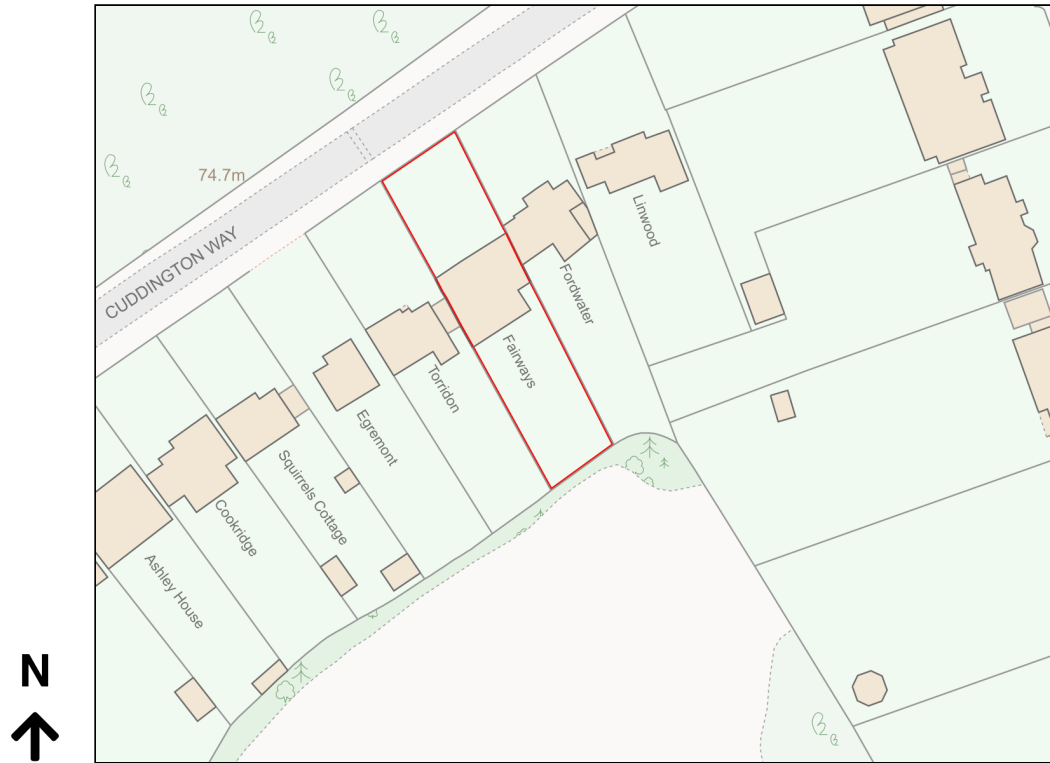 74.7m
CUDDINGTON WAY
Linwood
Fordwater
Fairways
Torridon
Egremont
Squirrels Cottage
Cookridge
Ashley House
N